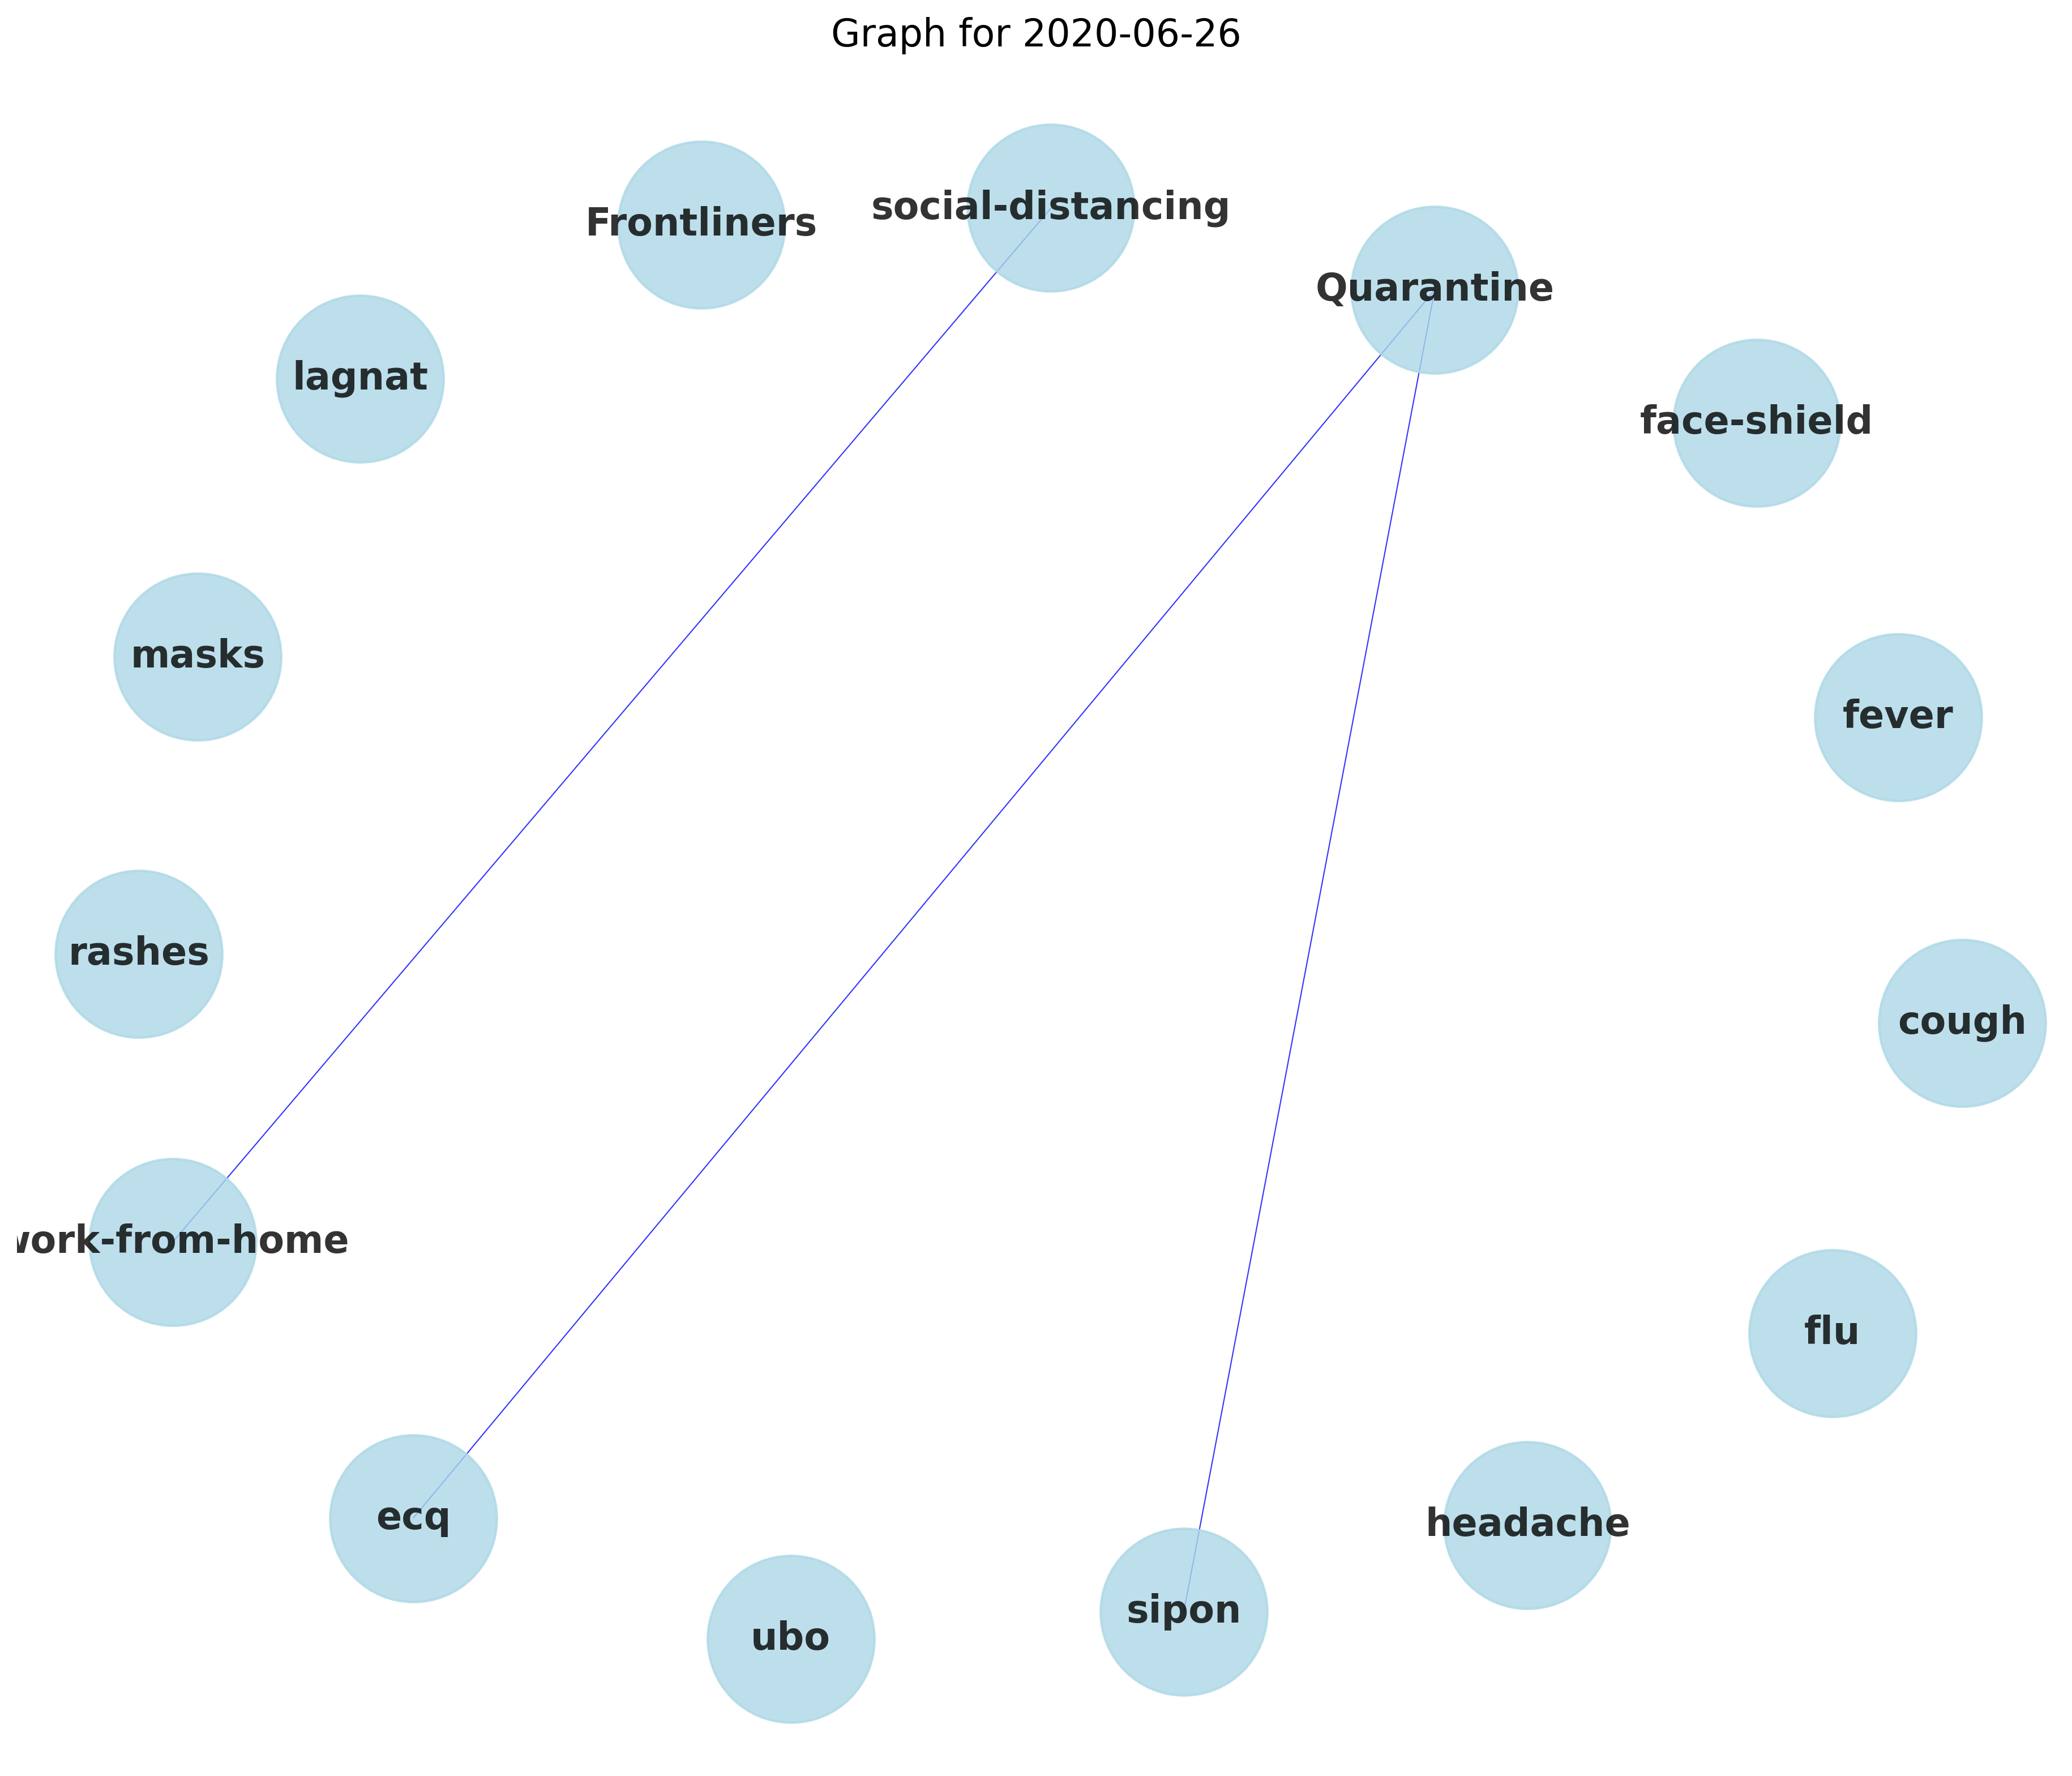 Graph for 2020-06-26
social-distancing
Frontliners
Quarantine
lagnat
face-shield
masks
fever
rashes
cough
work-from-home
flu
ecq
headache
sipon
ubo